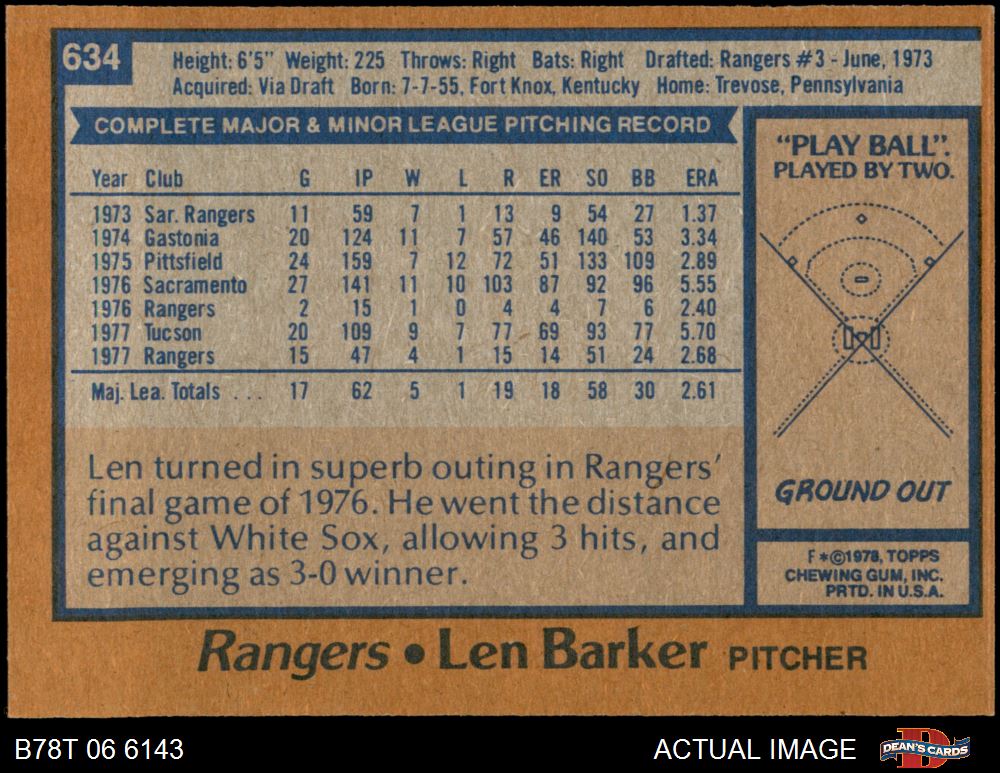 634
Height: 6'5" Weight: 225 Throws: Right Bats: Right Drafted: Rangers #3 - June, 1973
Acquired: Via Draft Born: 7-7-55, Fort Knox, Kentucky Home: Trevose, Pennsylvania
COMPLETE MAJOR & MINOR LEAGUE PITCHING RECORD
Year Club G IP W L R ER SO BB ERA
1973 Sar. Rangers 11 59 7 1 13 9 54 27 1.37
1974 Gastonia 20 124 11 7 57 46 140 53 3.34
1975 Pittsfield 24 159 7 12 72 51 133 109 2.89
1976 Sacramento 27 141 11 10 103 87 92 96 5.55
1976 Rangers 2 15 1 0 4 4 7 6 2.40
1977 Tucson 20 109 9 7 77 69 93 77 5.70
1977 Rangers 15 47 4 1 15 14 51 24 2.68
Maj. Lea. Totals . . . 17 62 5 1 19 18 58 30 2.61
Len turned in superb outing in Rangers'
final game of 1976. He went the distance
against White Sox, allowing 3 hits, and
emerging as 3-0 winner.
"PLAY BALL".
PLAYED BY TWO.
GROUND OUT
F*©1978, TOPPS
CHEWING GUM, INC.
PRTD. IN U.S.A.
Rangers • Len Barker PITCHER
B78T 06 6143
ACTUAL IMAGE
DEAN'S CARDS